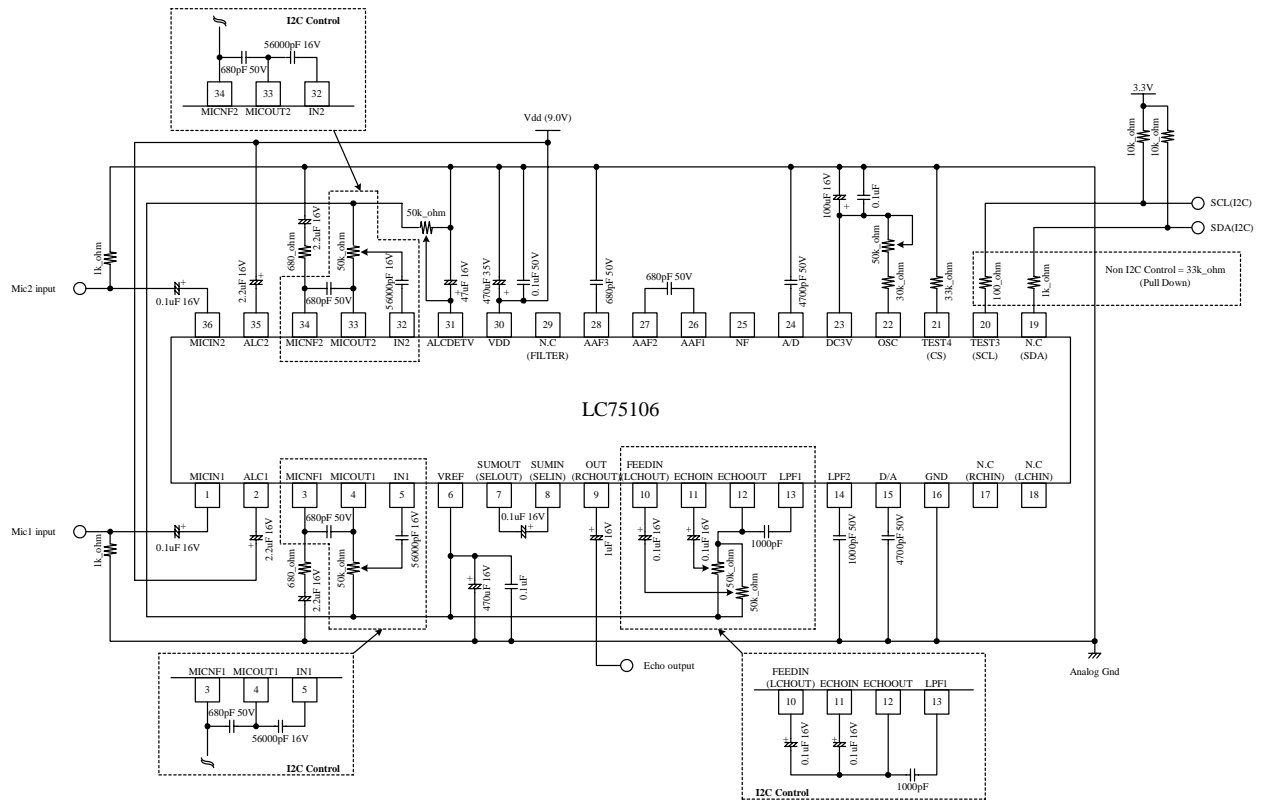 I2C Control
56000pF 16V
680pF 50V
34
33
32
MICNF2
MICOUT2
IN2
Vdd (9.0V)
3.3V
10k_ohm
10k_ohm
SCL(I2C)
SDA(I2C)
1k_ohm
Mic2 input
0.1uF 16V
2.2uF 16V
2.2uF 16V
680_ohm
680pF 50V
50k_ohm
56000pF 16V
50k_ohm
47uF 16V
470uF 35V
0.1uF 50V
680pF 50V
680pF 50V
4700pF 50V
100uF 16V
0.1uF
50k_ohm
30k_ohm
33k_ohm
100_ohm
1k_ohm
Non I2C Control = 33k_ohm
(Pull Down)
36
35
34
33
32
31
30
29
28
27
26
25
24
23
22
21
20
19
MICIN2
ALC2
MICNF2
MICOUT2
IN2
ALCDETV
VDD
N.C
(FILTER)
AAF3
AAF2
AAF1
NF
A/D
DC3V
OSC
TEST4
(CS)
TEST3
(SCL)
N.C
(SDA)
LC75106
MICIN1
ALC1
MICNF1
MICOUT1
IN1
VREF
SUMOUT
(SELOUT)
SUMIN
(SELIN)
OUT
(RCHOUT)
FEEDIN
(LCHOUT)
ECHOIN
ECHOOUT
LPF1
LPF2
D/A
GND
N.C
(RCHIN)
N.C
(LCHIN)
1
2
3
4
5
6
7
8
9
10
11
12
13
14
15
16
17
18
Mic1 input
0.1uF 16V
1k_ohm
2.2uF 16V
680pF 50V
680_ohm
2.2uF 16V
50k_ohm
56000pF 16V
470uF 16V
0.1uF
0.1uF 16V
1uF 16V
0.1uF 16V
0.1uF 16V
1000pF
50k_ohm
50k_ohm
1000pF 50V
4700pF 50V
Echo output
Analog Gnd
MICNF1
MICOUT1
IN1
3
4
5
680pF 50V
56000pF 16V
I2C Control
FEEDIN
(LCHOUT)
ECHOIN
ECHOOUT
LPF1
10
11
12
13
0.1uF 16V
0.1uF 16V
1000pF
I2C Control